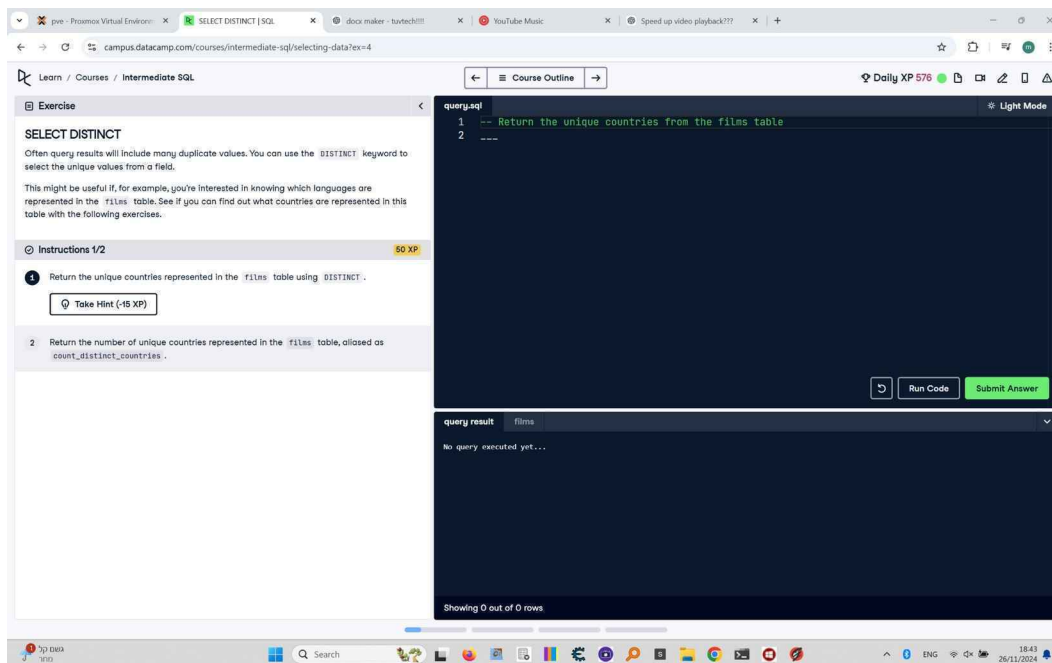 pve - Proxmox Virtual Environ
SELECT DISTINCT | SQL
docx maker - tuvtech!!!!
YouTube Music
Speed up video playback???
campus.datacamp.com/courses/intermediate-sql/selecting-data?ex=4
Learn / Courses / Intermediate SQL
Course Outline
Daily XP 576
Exercise
SELECT DISTINCT
Often query results will include many duplicate values. You can use the DISTINCT keyword to
select the unique values from a field.
This might be useful if, for example, you're interested in knowing which languages are
represented in the films table. See if you can find out what countries are represented in this
table with the following exercises.
Instructions 1/2
50 XP
1 Return the unique countries represented in the films table using DISTINCT.
Take Hint (-15 XP)
2 Return the number of unique countries represented in the films table, aliased as
count_distinct_countries.
query.sql
Light Mode
1 -- Return the unique countries from the films table
2 ___
Run Code
Submit Answer
query result
films
No query executed yet...
Showing 0 out of 0 rows
1
גשם קל
מחר
Search
ENG
18:43
26/11/2024